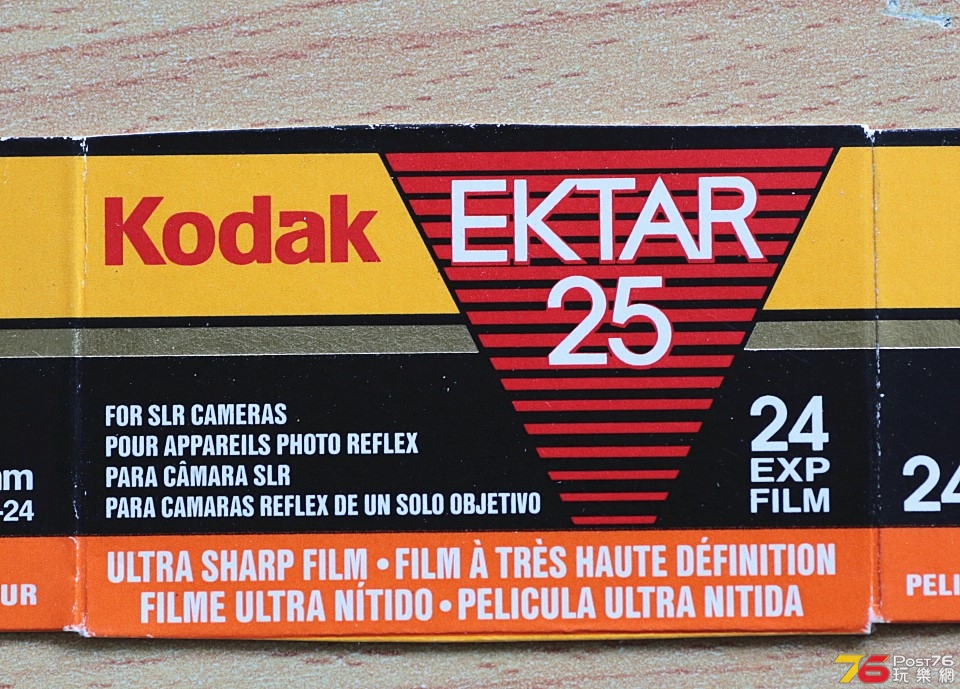 Kodak
EKTAR
25
FOR SLR CAMERAS
POUR APPAREILS PHOTO REFLEX
PARA CÂMARA SLR
PARA CAMARAS REFLEX DE UN SOLO OBJETIVO
24
EXP
FILM
ULTRA SHARP FILM • FILM À TRÈS HAUTE DÉFINITION
FILME ULTRA NÍTIDO • PELICULA ULTRA NITIDA
-24
24
POST76
玩樂網